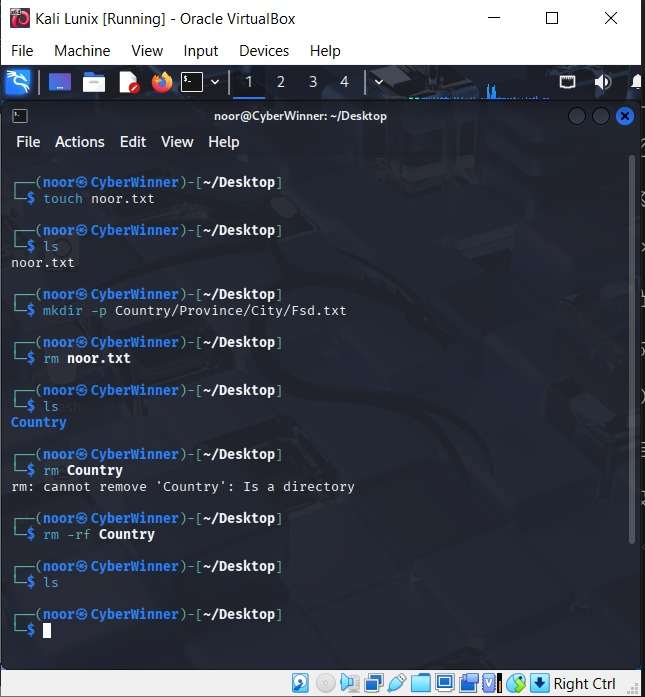 Kali Lunix [Running] - Oracle VirtualBox
File Machine View Input Devices Help
1 2 3 4
noor@CyberWinner: ~/Desktop
File Actions Edit View Help
┌──(noor㉿CyberWinner)-[~/Desktop]
└─$ touch noor.txt
┌──(noor㉿CyberWinner)-[~/Desktop]
└─$ ls
noor.txt
┌──(noor㉿CyberWinner)-[~/Desktop]
└─$ mkdir -p Country/Province/City/Fsd.txt
┌──(noor㉿CyberWinner)-[~/Desktop]
└─$ rm noor.txt
┌──(noor㉿CyberWinner)-[~/Desktop]
└─$ ls
Country
┌──(noor㉿CyberWinner)-[~/Desktop]
└─$ rm Country
rm: cannot remove 'Country': Is a directory
┌──(noor㉿CyberWinner)-[~/Desktop]
└─$ rm -rf Country
┌──(noor㉿CyberWinner)-[~/Desktop]
└─$ ls
┌──(noor㉿CyberWinner)-[~/Desktop]
└─$
Right Ctrl